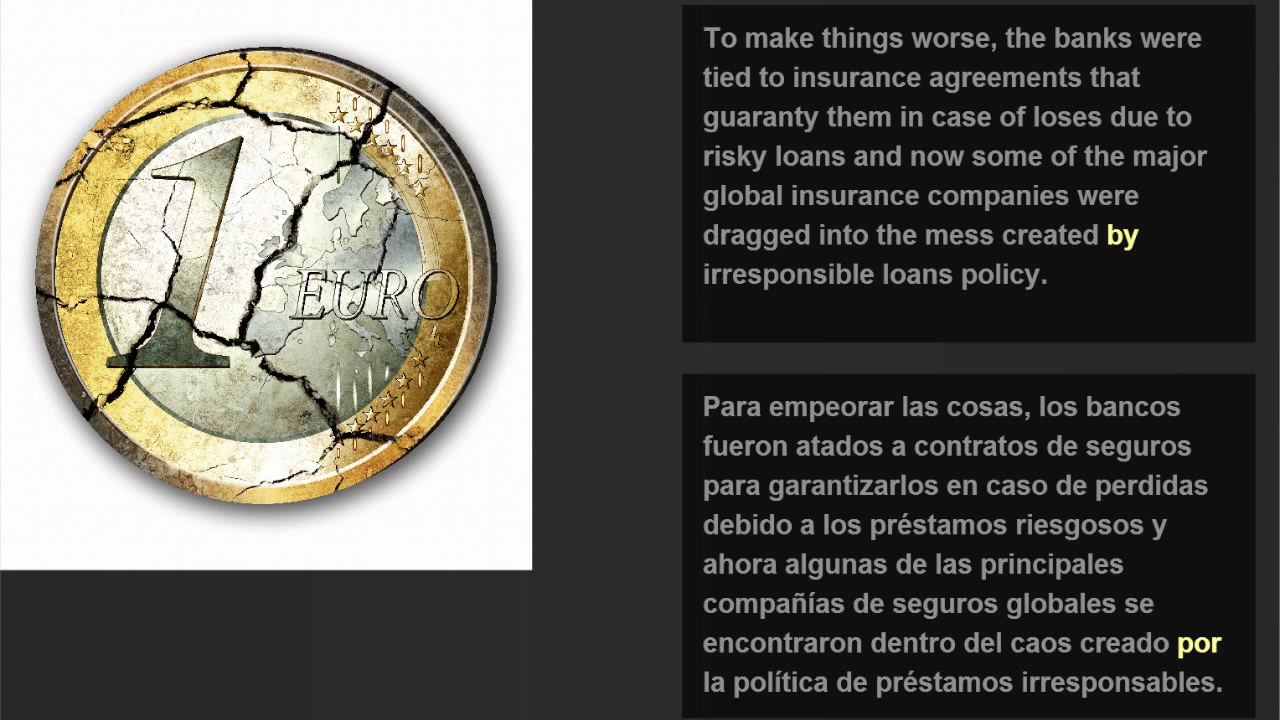 1
EURO
To make things worse, the banks were
tied to insurance agreements that
guaranty them in case of loses due to
risky loans and now some of the major
global insurance companies were
dragged into the mess created by
irresponsible loans policy.
Para empeorar las cosas, los bancos
fueron atados a contratos de seguros
para garantizarlos en caso de perdidas
debido a los préstamos riesgosos y
ahora algunas de las principales
compañías de seguros globales se
encontraron dentro del caos creado por
la política de préstamos irresponsables.